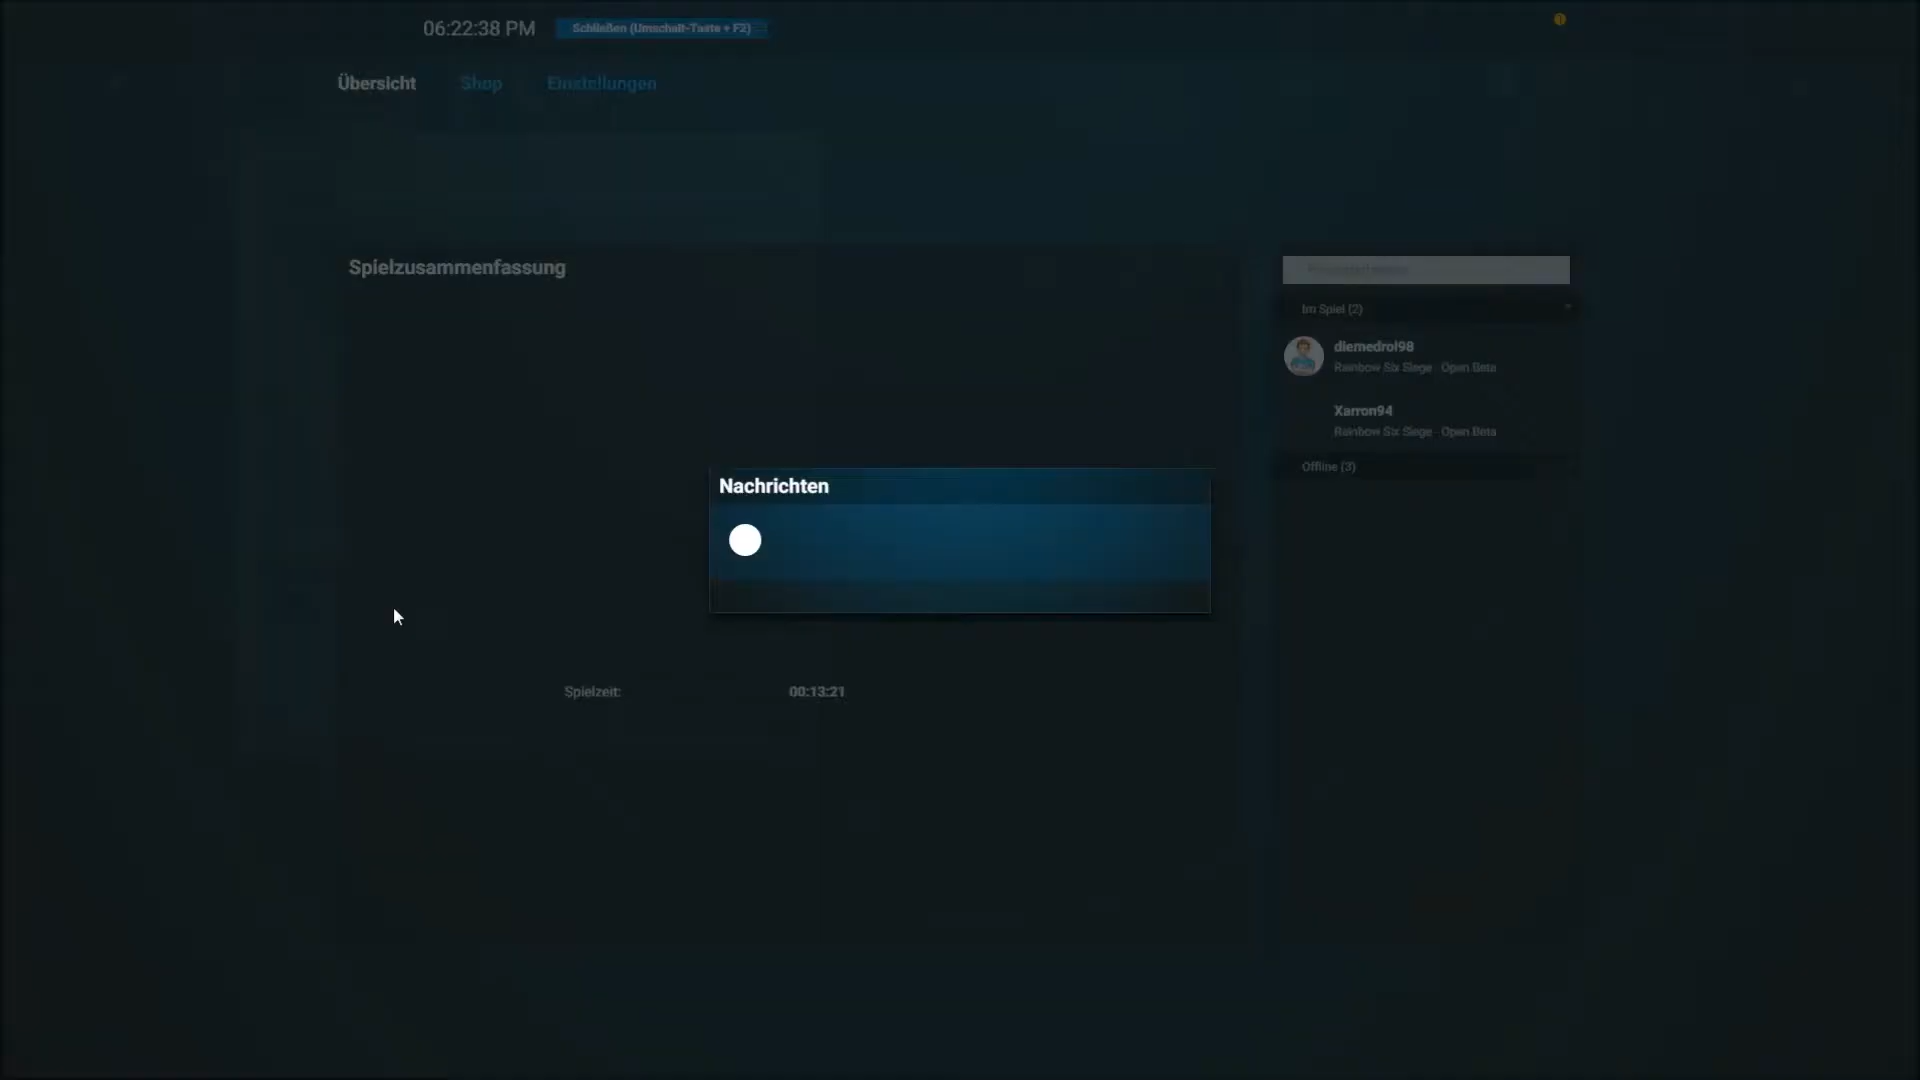 06:22:38 PM
Schließen (Umschalt-Taste + F2)
Übersicht
Shop
Einstellungen
Spielzusammenfassung
Im Spiel (2)
diemedrol98
Rainbow Six Siege - Open Beta
Xarron94
Rainbow Six Siege - Open Beta
Offline (3)
Nachrichten
Spielzeit:
00:13:21